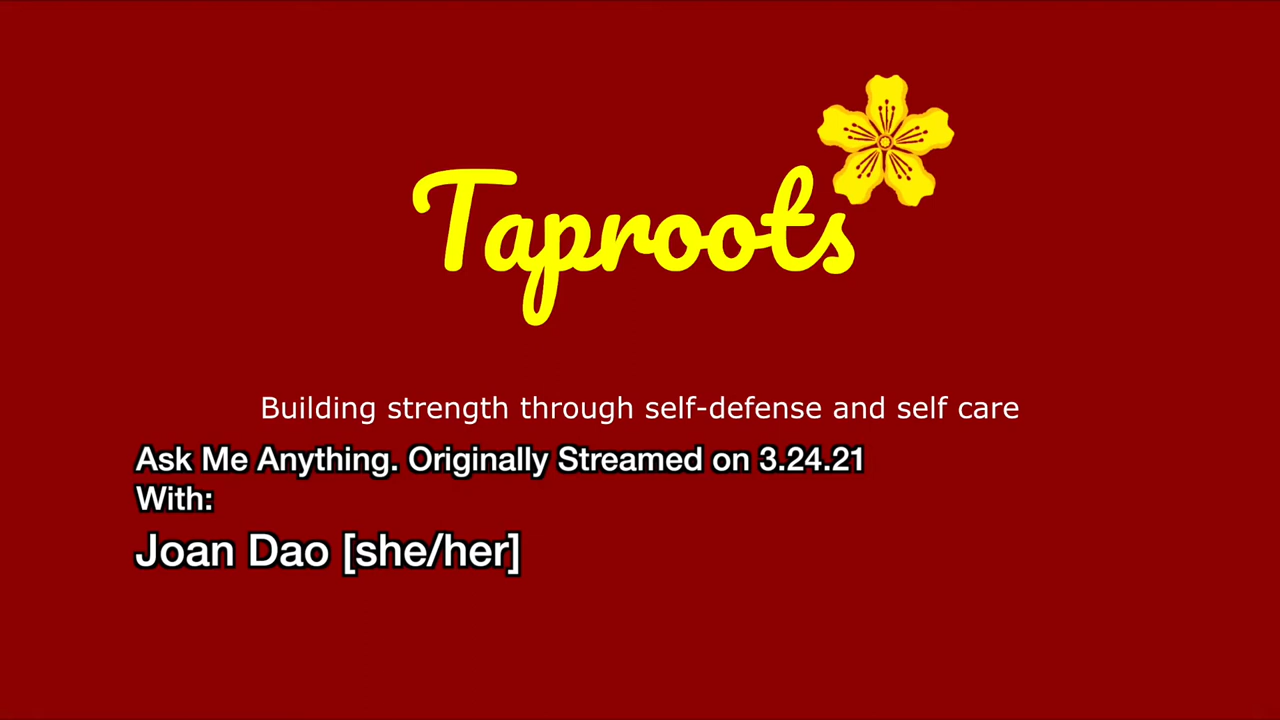 Taproots
Building strength through self-defense and self care
Ask Me Anything. Originally Streamed on 3.24.21
With:
Joan Dao [she/her]